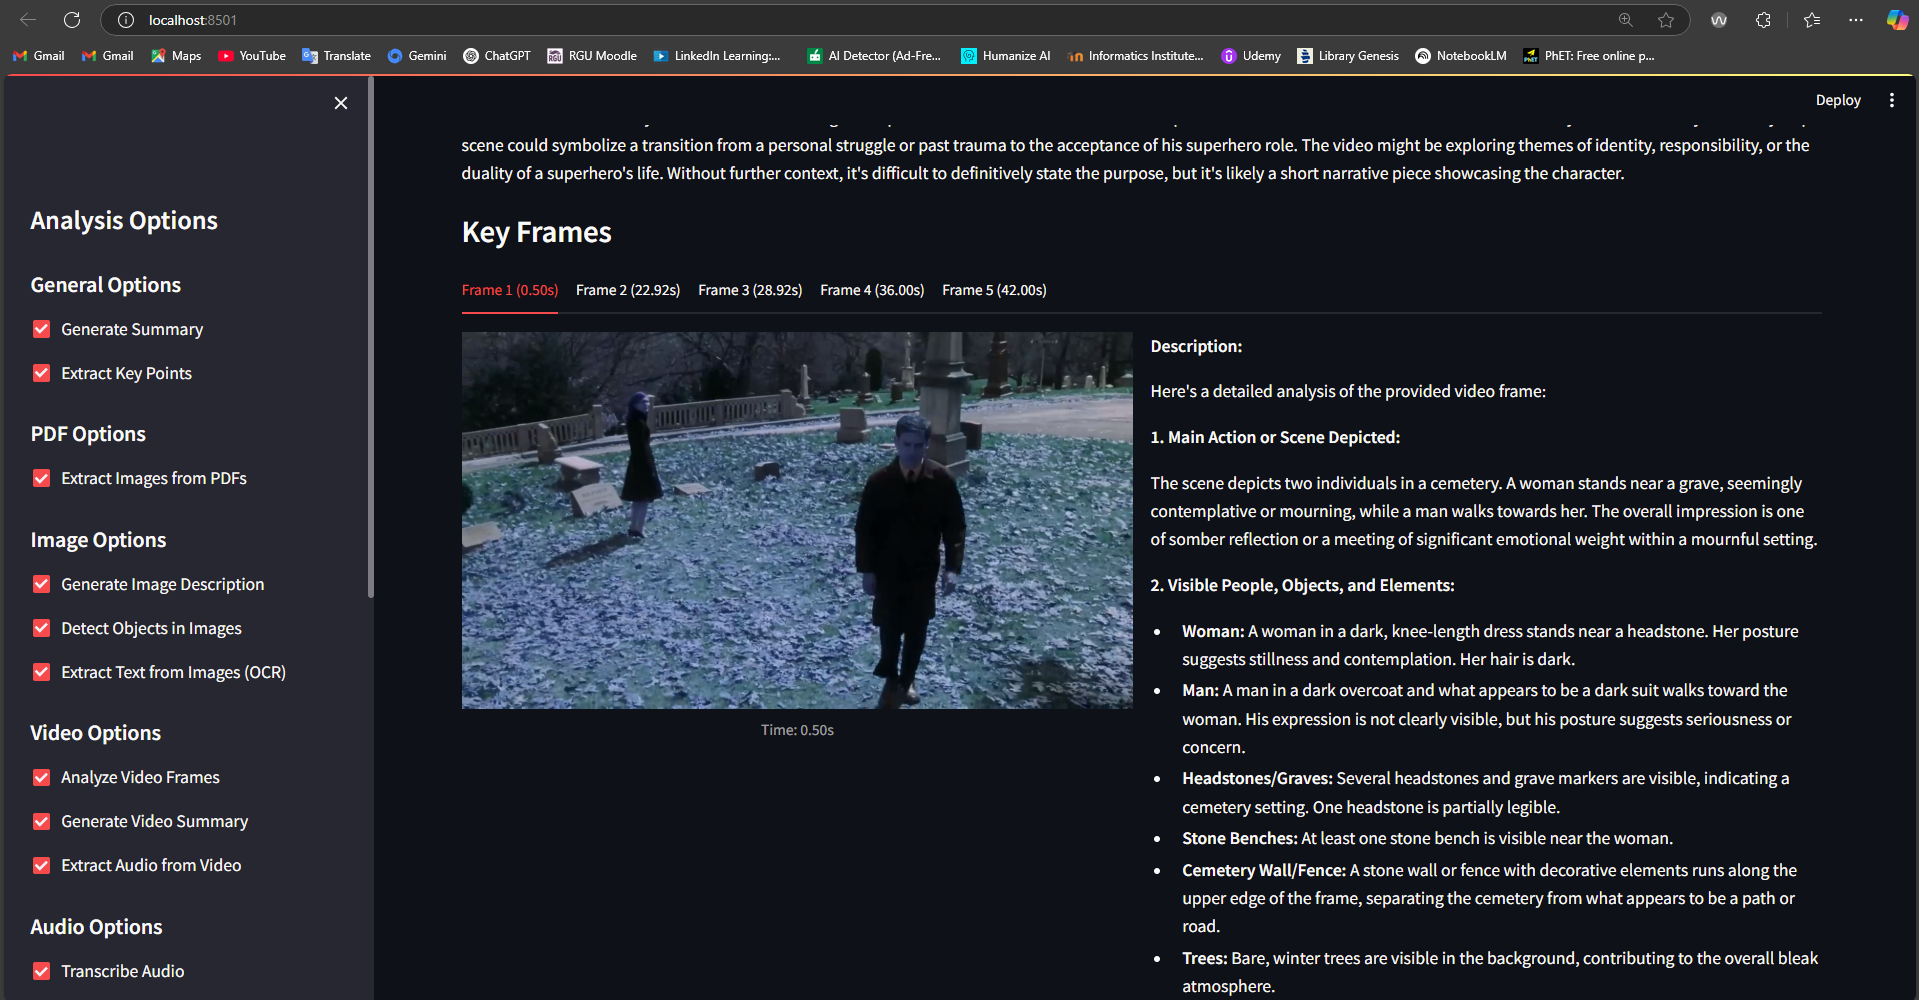 localhost:8501
Gmail
Gmail
Maps
YouTube
Translate
Gemini
ChatGPT
RGU Moodle
LinkedIn Learning:...
AI Detector (Ad-Fre...
Humanize AI
Informatics Institute...
Udemy
Library Genesis
NotebookLM
PhET: Free online p...
Deploy
Analysis Options
General Options
Generate Summary
Extract Key Points
PDF Options
Extract Images from PDFs
Image Options
Generate Image Description
Detect Objects in Images
Extract Text from Images (OCR)
Video Options
Analyze Video Frames
Generate Video Summary
Extract Audio from Video
Audio Options
Transcribe Audio
scene could symbolize a transition from a personal struggle or past trauma to the acceptance of his superhero role. The video might be exploring themes of identity, responsibility, or the
duality of a superhero's life. Without further context, it's difficult to definitively state the purpose, but it's likely a short narrative piece showcasing the character.
Key Frames
Frame 1 (0.50s)
Frame 2 (22.92s)
Frame 3 (28.92s)
Frame 4 (36.00s)
Frame 5 (42.00s)
Time: 0.50s
Description:
Here's a detailed analysis of the provided video frame:
1. Main Action or Scene Depicted:
The scene depicts two individuals in a cemetery. A woman stands near a grave, seemingly
contemplative or mourning, while a man walks towards her. The overall impression is one
of somber reflection or a meeting of significant emotional weight within a mournful setting.
2. Visible People, Objects, and Elements:
• Woman: A woman in a dark, knee-length dress stands near a headstone. Her posture
suggests stillness and contemplation. Her hair is dark.
• Man: A man in a dark overcoat and what appears to be a dark suit walks toward the
woman. His expression is not clearly visible, but his posture suggests seriousness or
concern.
• Headstones/Graves: Several headstones and grave markers are visible, indicating a
cemetery setting. One headstone is partially legible.
• Stone Benches: At least one stone bench is visible near the woman.
• Cemetery Wall/Fence: A stone wall or fence with decorative elements runs along the
upper edge of the frame, separating the cemetery from what appears to be a path or
road.
• Trees: Bare, winter trees are visible in the background, contributing to the overall bleak
atmosphere.